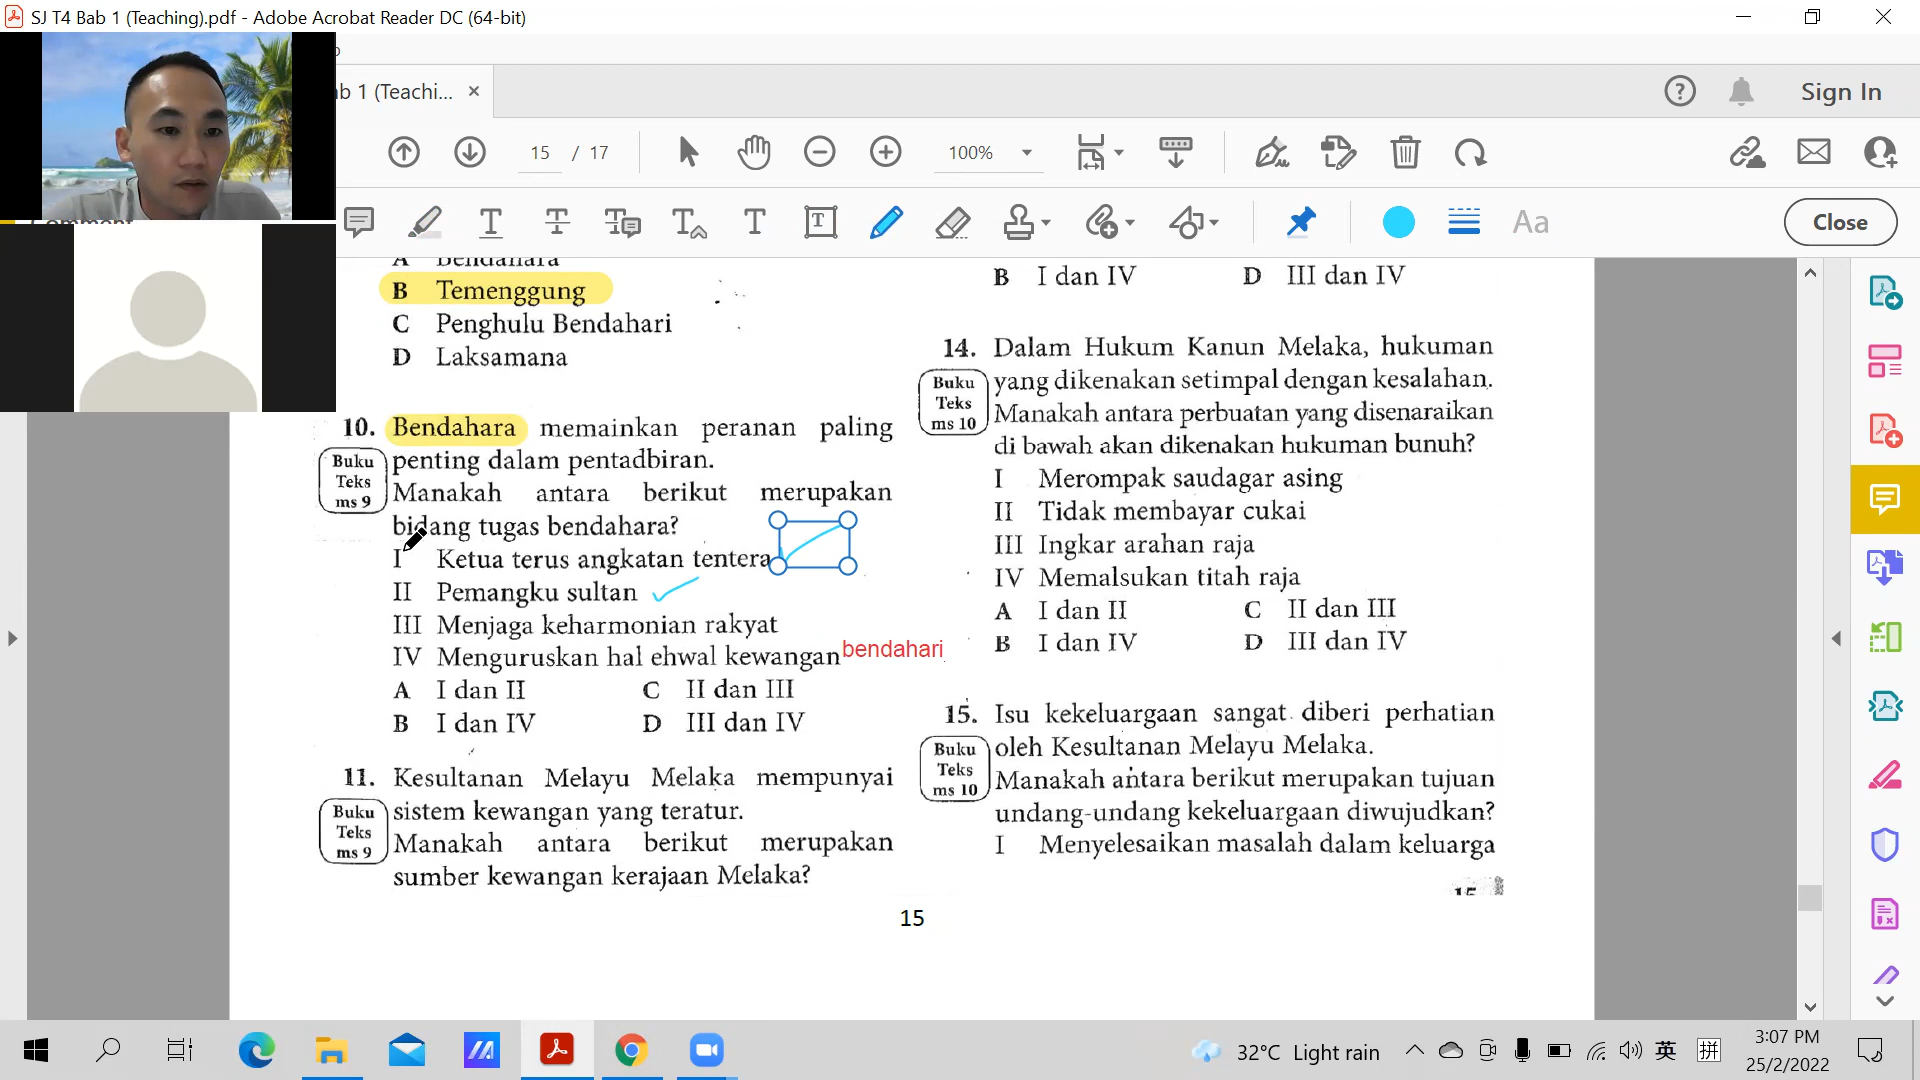 SJ T4 Bab 1 (Teaching).pdf - Adobe Acrobat Reader DC (64-bit)
ab 1 (Teachi...
Sign In
15 / 17
100%
Comment
Aa
Close
A Bendahara
B Temenggung
C Penghulu Bendahari
D Laksamana
10. Bendahara memainkan peranan paling
penting dalam pentadbiran.
Buku
Teks
ms 9
Manakah antara berikut merupakan
bidang tugas bendahara?
I Ketua terus angkatan tentera
II Pemangku sultan
III Menjaga keharmonian rakyat
IV Menguruskan hal ehwal kewangan bendahari
A I dan II C II dan III
B I dan IV D III dan IV
11. Kesultanan Melayu Melaka mempunyai
sistem kewangan yang teratur.
Buku
Teks
ms 9
Manakah antara berikut merupakan
sumber kewangan kerajaan Melaka?
B I dan IV D III dan IV
14. Dalam Hukum Kanun Melaka, hukuman
yang dikenakan setimpal dengan kesalahan.
Buku
Teks
ms 10
Manakah antara perbuatan yang disenaraikan
di bawah akan dikenakan hukuman bunuh?
I Merompak saudagar asing
II Tidak membayar cukai
III Ingkar arahan raja
IV Memalsukan titah raja
A I dan II C II dan III
B I dan IV D III dan IV
15. Isu kekeluargaan sangat diberi perhatian
oleh Kesultanan Melayu Melaka.
Buku
Teks
ms 10
Manakah antara berikut merupakan tujuan
undang-undang kekeluargaan diwujudkan?
I Menyelesaikan masalah dalam keluarga
15
15
32°C Light rain
英
拼
3:07 PM
25/2/2022